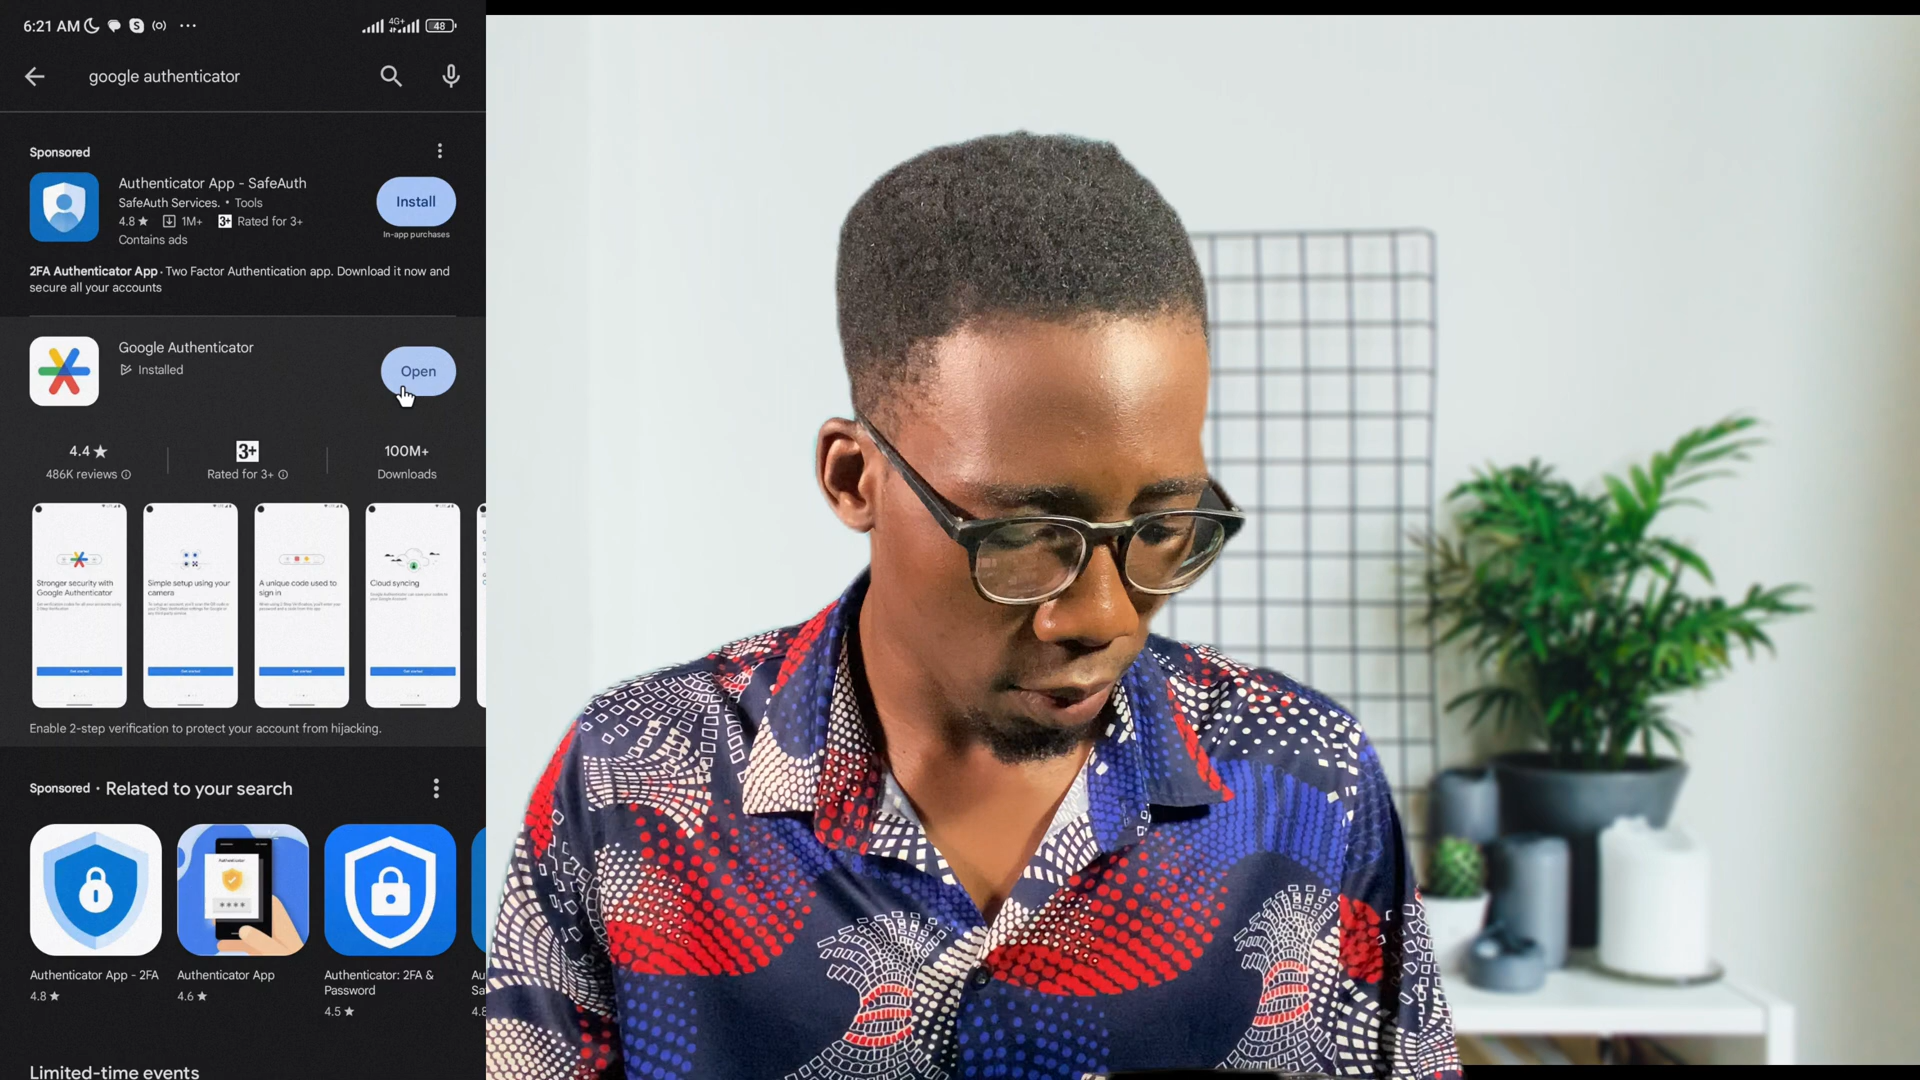 6:21 AM
4G+
48
google authenticator
Sponsored
Authenticator App - SafeAuth
SafeAuth Services. • Tools
4.8★ 1M+ 3+ Rated for 3+
Contains ads
Install
In-app purchases
2FA Authenticator App · Two Factor Authentication app. Download it now and
secure all your accounts
Google Authenticator
Installed
Open
4.4★
486K reviews
3+
Rated for 3+
100M+
Downloads
Stronger security with
Google Authenticator
Simple setup using your
camera
A unique code used to
sign in
Cloud syncing
Enable 2-step verification to protect your account from hijacking.
Sponsored · Related to your search
Authenticator App - 2FA
4.8★
Authenticator App
4.6★
Authenticator: 2FA &
Password
4.5★
Limited-time events